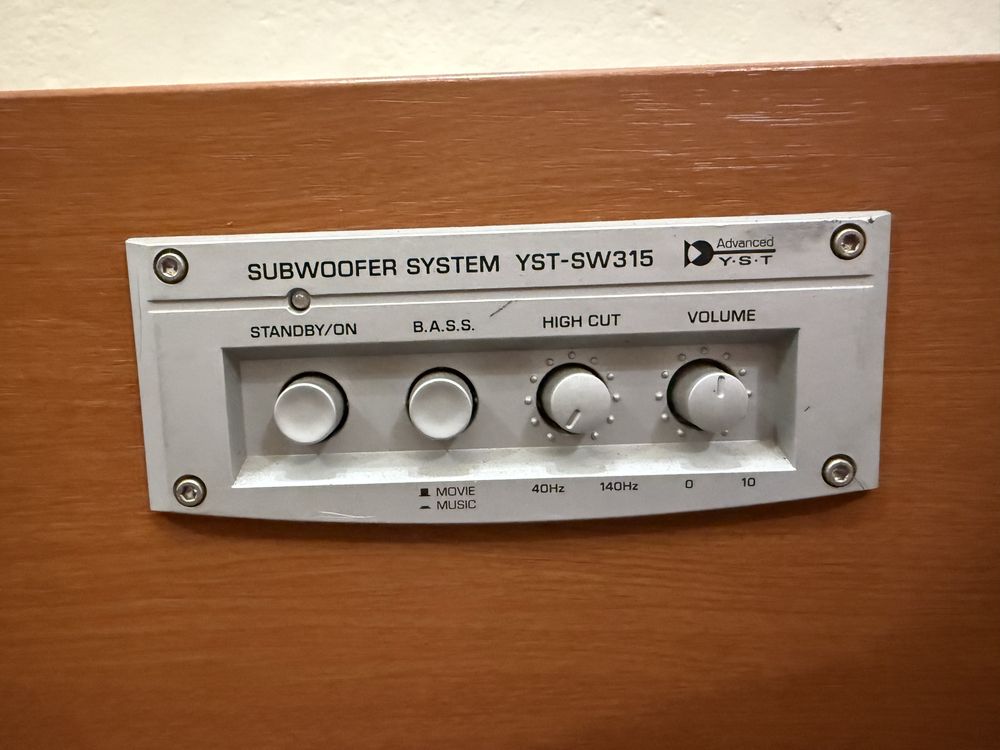 SUBWOOFER SYSTEM YST-SW315
Advanced
Y·S·T
STANDBY/ON
B.A.S.S.
HIGH CUT
VOLUME
MOVIE
MUSIC
40Hz
140Hz
0
10